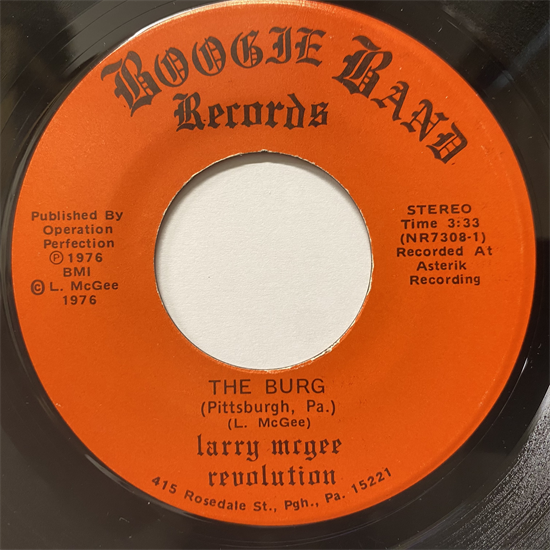 BOOGIE BAND
Records
Published By
Operation
Perfection
Ⓟ 1976
BMI
© L. McGee
1976
STEREO
Time 3:33
(NR7308-1)
Recorded At
Asterik
Recording
THE BURG
(Pittsburgh, Pa.)
(L. McGee)
larry mcgee
revolution
415 Rosedale St., Pgh., Pa. 15221